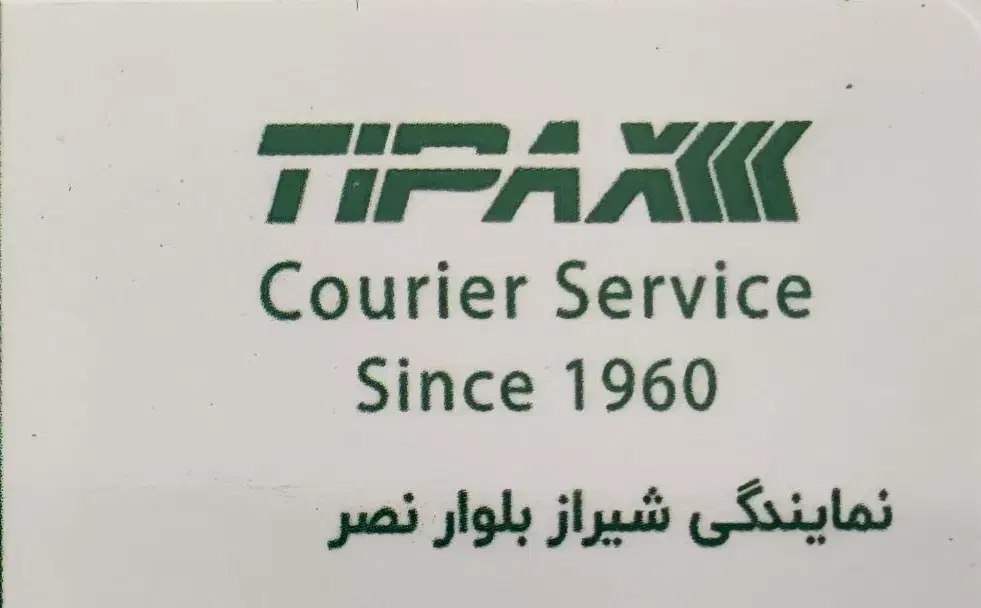 TIPAX
Courier Service
Since 1960
نمایندگی شیراز بلوار نصر